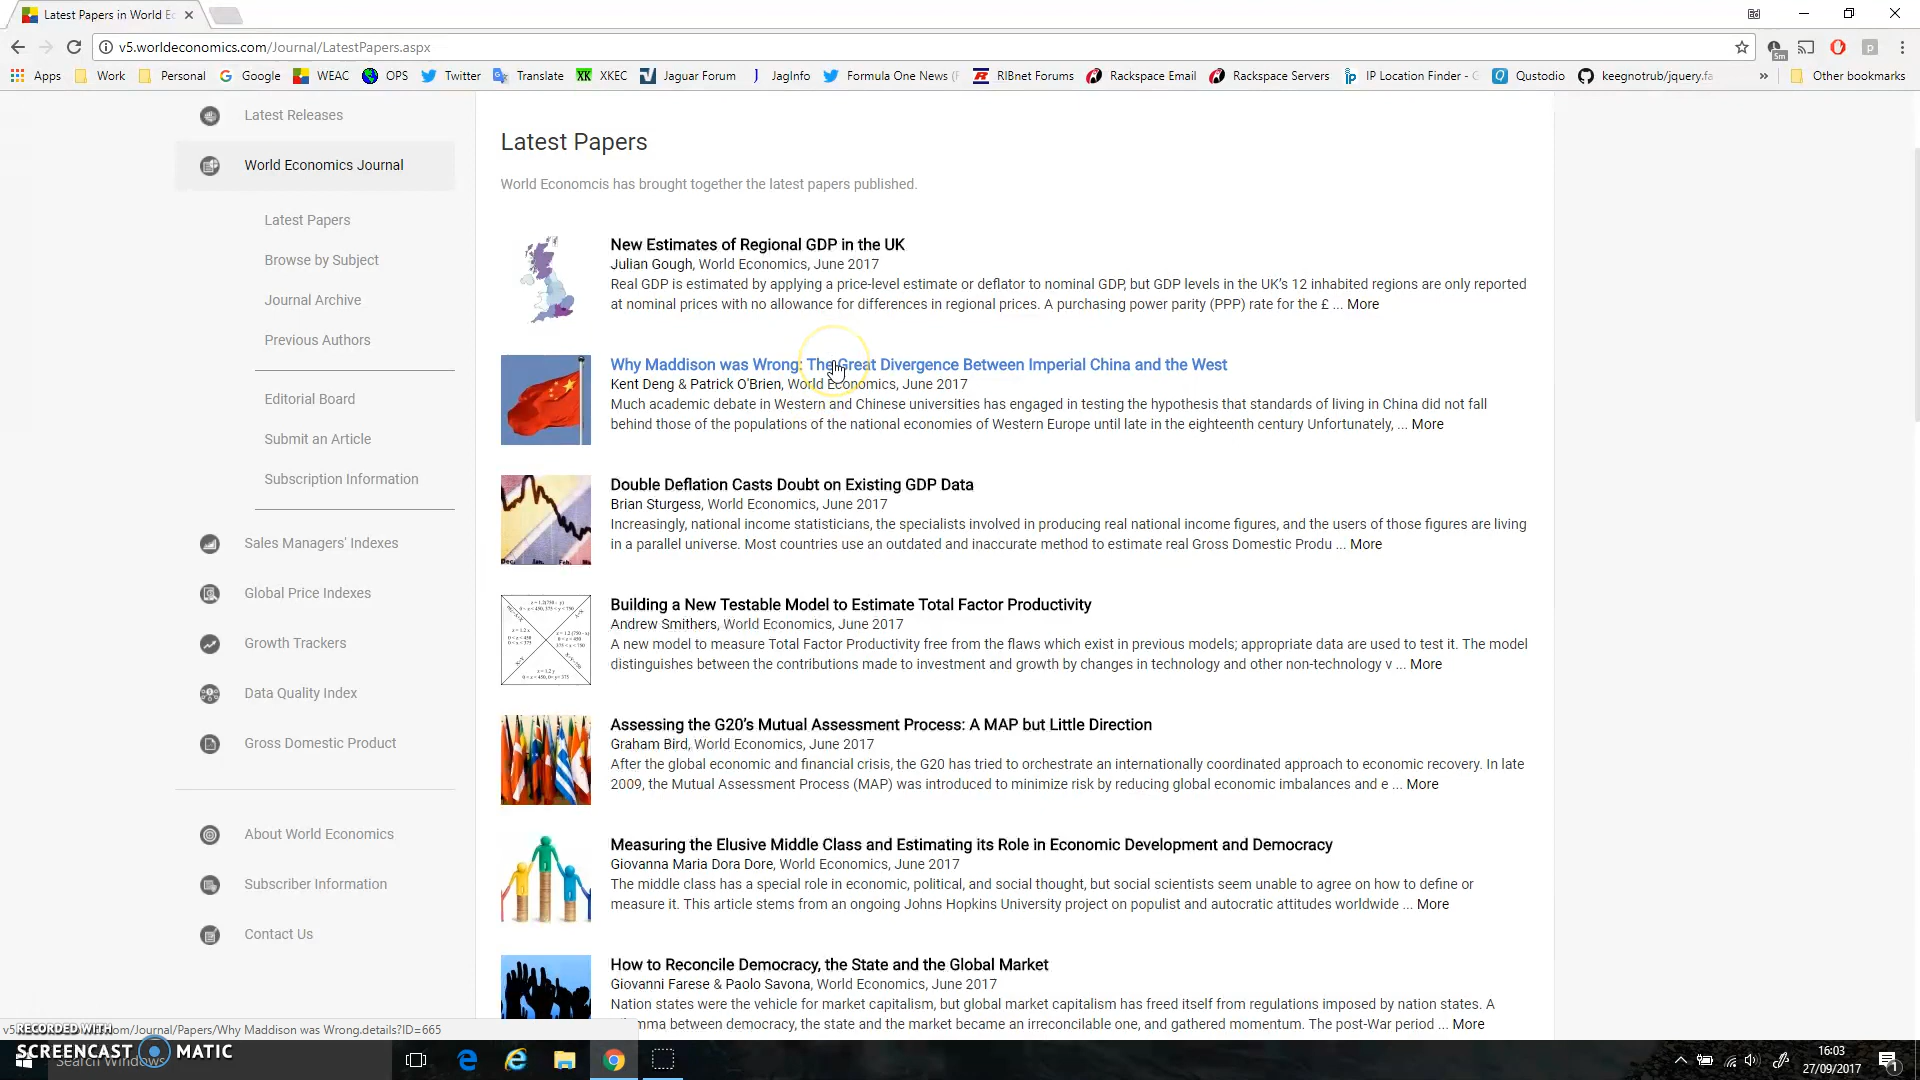 Latest Papers in World Ec
v5.worldeconomics.com/Journal/LatestPapers.aspx
5m
p
Apps
Work
Personal
Google
WEAC
OPS
Twitter
Translate
XKEC
Jaguar Forum
JagInfo
Formula One News (F
RIBnet Forums
Rackspace Email
Rackspace Servers
IP Location Finder - G
Qustodio
keegnotrub/jquery.fa
»
Other bookmarks
Latest Releases
World Economics Journal
Latest Papers
Browse by Subject
Journal Archive
Previous Authors
Editorial Board
Submit an Article
Subscription Information
Sales Managers' Indexes
Global Price Indexes
Growth Trackers
Data Quality Index
Gross Domestic Product
About World Economics
Subscriber Information
Contact Us
Latest Papers
World Economcis has brought together the latest papers published.
New Estimates of Regional GDP in the UK
Julian Gough, World Economics, June 2017
Real GDP is estimated by applying a price-level estimate or deflator to nominal GDP, but GDP levels in the UK's 12 inhabited regions are only reported
at nominal prices with no allowance for differences in regional prices. A purchasing power parity (PPP) rate for the £ ... More
Why Maddison was Wrong: The Great Divergence Between Imperial China and the West
Kent Deng & Patrick O'Brien, World Economics, June 2017
Much academic debate in Western and Chinese universities has engaged in testing the hypothesis that standards of living in China did not fall
behind those of the populations of the national economies of Western Europe until late in the eighteenth century Unfortunately, ... More
Double Deflation Casts Doubt on Existing GDP Data
Brian Sturgess, World Economics, June 2017
Increasingly, national income statisticians, the specialists involved in producing real national income figures, and the users of those figures are living
in a parallel universe. Most countries use an outdated and inaccurate method to estimate real Gross Domestic Produ ... More
Dec. Jan. Feb. Ma
Building a New Testable Model to Estimate Total Factor Productivity
Andrew Smithers, World Economics, June 2017
A new model to measure Total Factor Productivity free from the flaws which exist in previous models; appropriate data are used to test it. The model
distinguishes between the contributions made to investment and growth by changes in technology and other non-technology v ... More
Assessing the G20's Mutual Assessment Process: A MAP but Little Direction
Graham Bird, World Economics, June 2017
After the global economic and financial crisis, the G20 has tried to orchestrate an internationally coordinated approach to economic recovery. In late
2009, the Mutual Assessment Process (MAP) was introduced to minimize risk by reducing global economic imbalances and e ... More
Measuring the Elusive Middle Class and Estimating its Role in Economic Development and Democracy
Giovanna Maria Dora Dore, World Economics, June 2017
The middle class has a special role in economic, political, and social thought, but social scientists seem unable to agree on how to define or
measure it. This article stems from an ongoing Johns Hopkins University project on populist and autocratic attitudes worldwide ... More
How to Reconcile Democracy, the State and the Global Market
Giovanni Farese & Paolo Savona, World Economics, June 2017
Nation states were the vehicle for market capitalism, but global market capitalism has freed itself from regulations imposed by nation states. A
mma between democracy, the state and the market became an irreconcilable one, and gathered momentum. The post-War period ... More
v5 om/Journal/Papers/Why Maddison was Wrong.details?ID=665
RECORDED WITH
SCREENCAST MATIC
Search Windows
16:03
27/09/2017
1